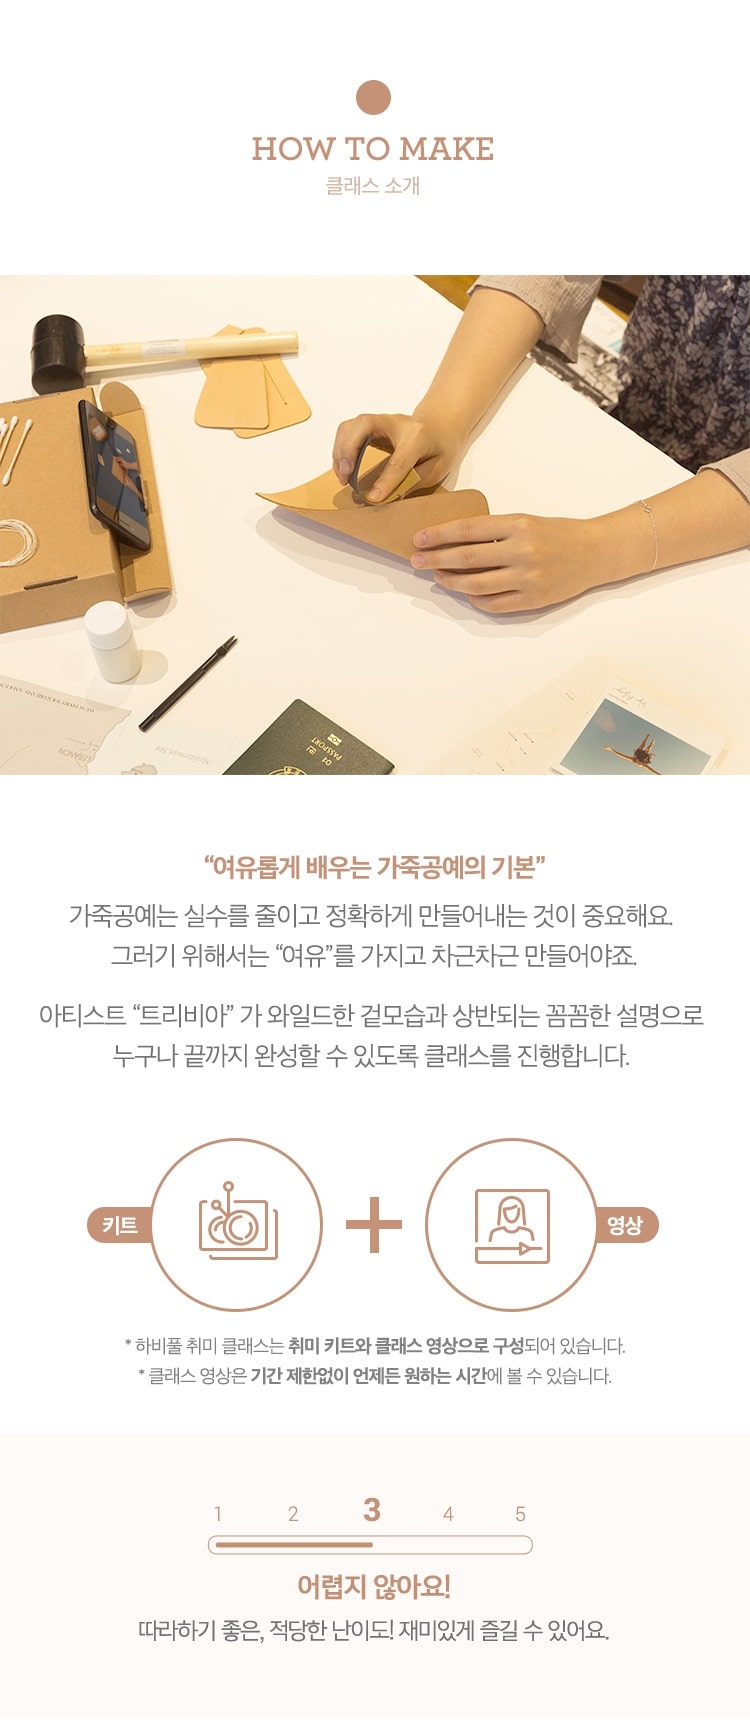 HOW TO MAKE
클래스 소개
PASSPORT
LEBANON
“여유롭게 배우는 가죽공예의 기본”
가죽공예는 실수를 줄이고 정확하게 만들어내는 것이 중요해요.
그러기 위해서는 “여유”를 가지고 차근차근 만들어야죠.
아티스트 “트리비아” 가 와일드한 겉모습과 상반되는 꼼꼼한 설명으로
누구나 끝까지 완성할 수 있도록 클래스를 진행합니다.
키트
영상
* 하비풀 취미 클래스는 취미 키트와 클래스 영상으로 구성되어 있습니다.
* 클래스 영상은 기간 제한없이 언제든 원하는 시간에 볼 수 있습니다.
1 2 3 4 5
어렵지 않아요!
따라하기 좋은, 적당한 난이도! 재미있게 즐길 수 있어요.